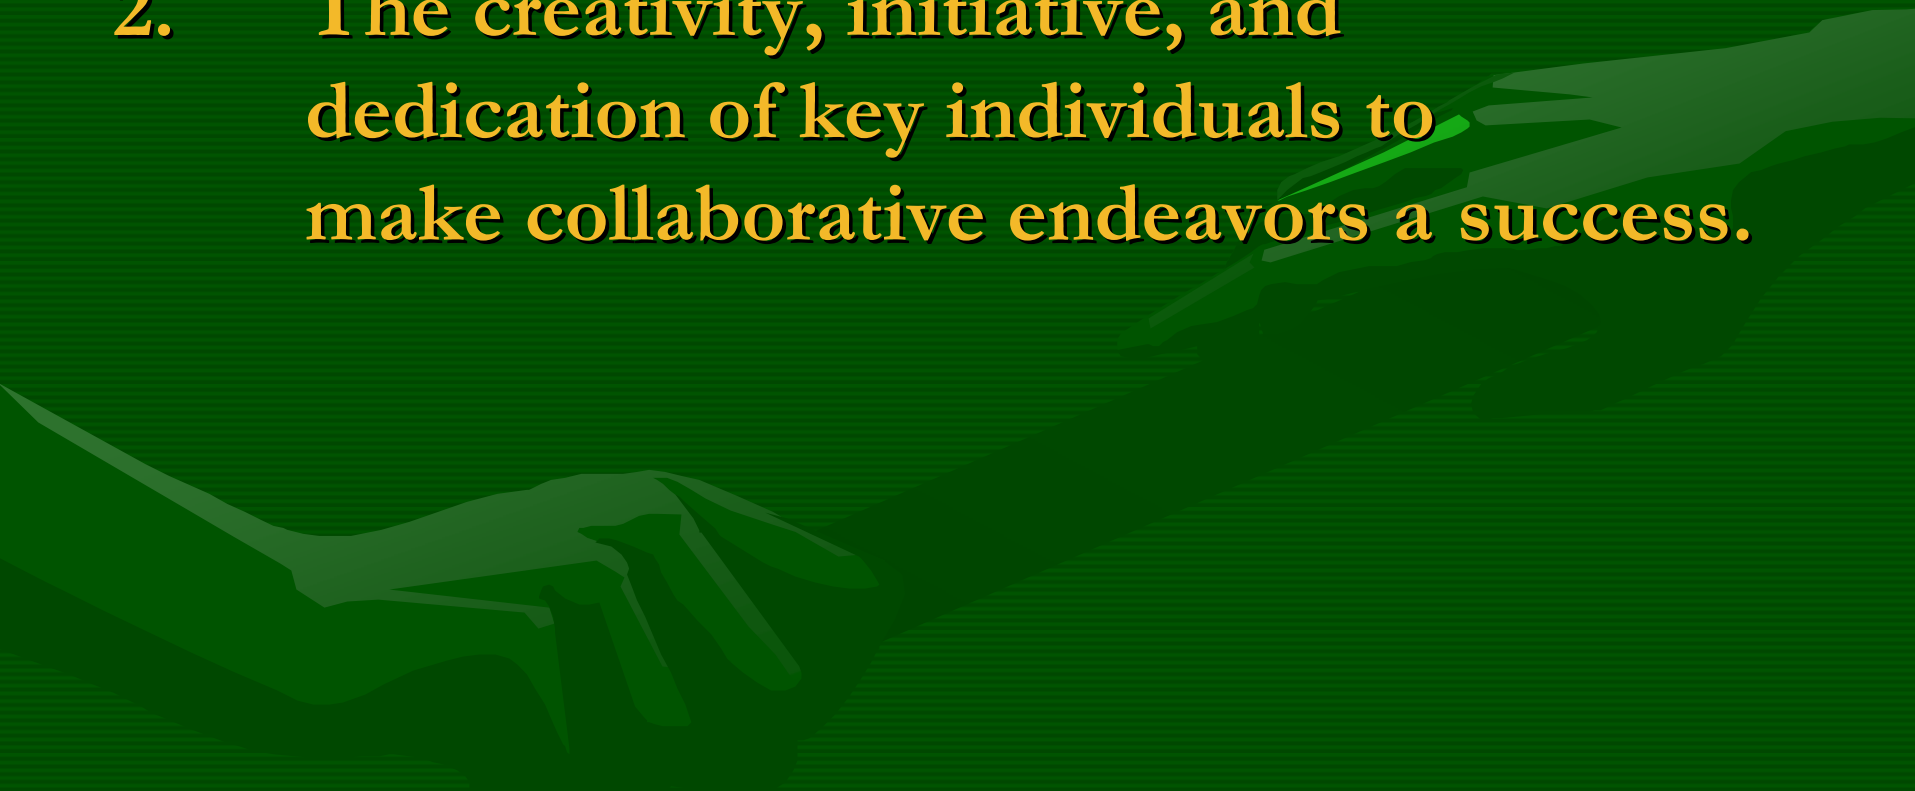 2. The creativity, initiative, and
dedication of key individuals to
make collaborative endeavors a success.